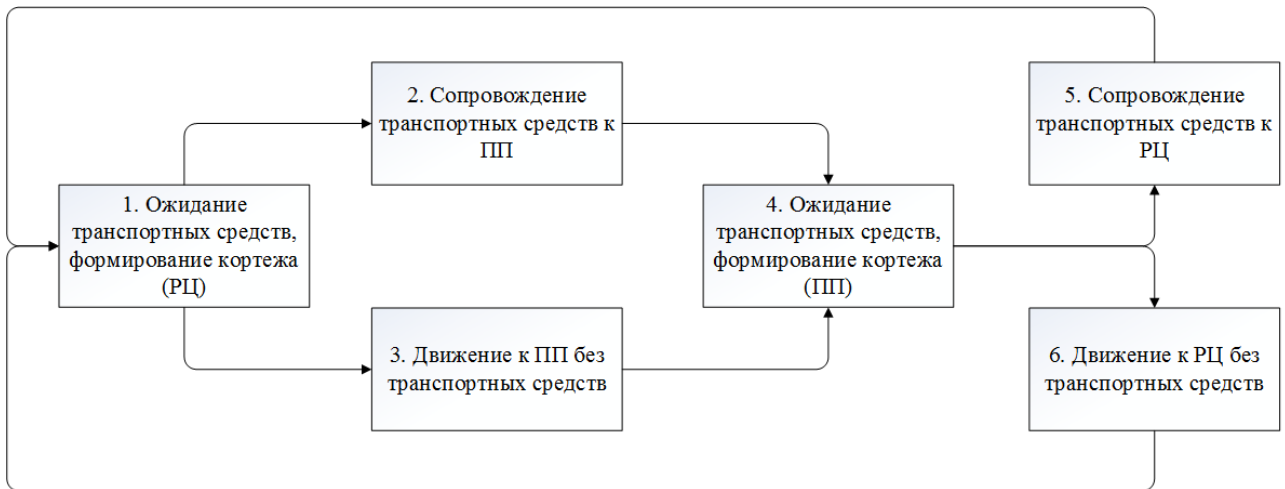 1. Ожидание
транспортных средств,
формирование кортежа
(РЦ)
2. Сопровождение
транспортных средств к
ПП
3. Движение к ПП без
транспортных средств
4. Ожидание
транспортных средств,
формирование кортежа
(ПП)
5. Сопровождение
транспортных средств к
РЦ
6. Движение к РЦ без
транспортных средств